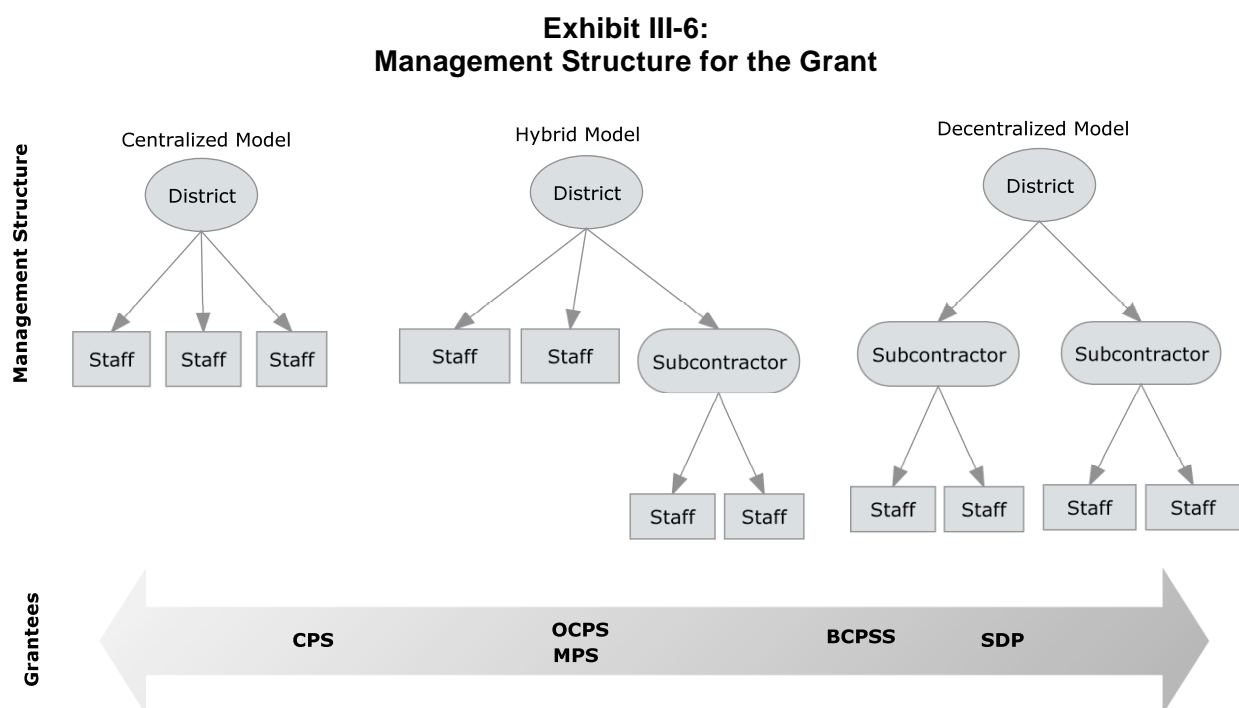 Exhibit III-6:
Management Structure for the Grant
Management Structure
Centralized Model
District
Staff
Staff
Staff
Hybrid Model
District
Staff
Staff
Subcontractor
Staff
Staff
Decentralized Model
District
Subcontractor
Subcontractor
Staff
Staff
Staff
Staff
Grantees
CPS
OCPS
MPS
BCPSS
SDP